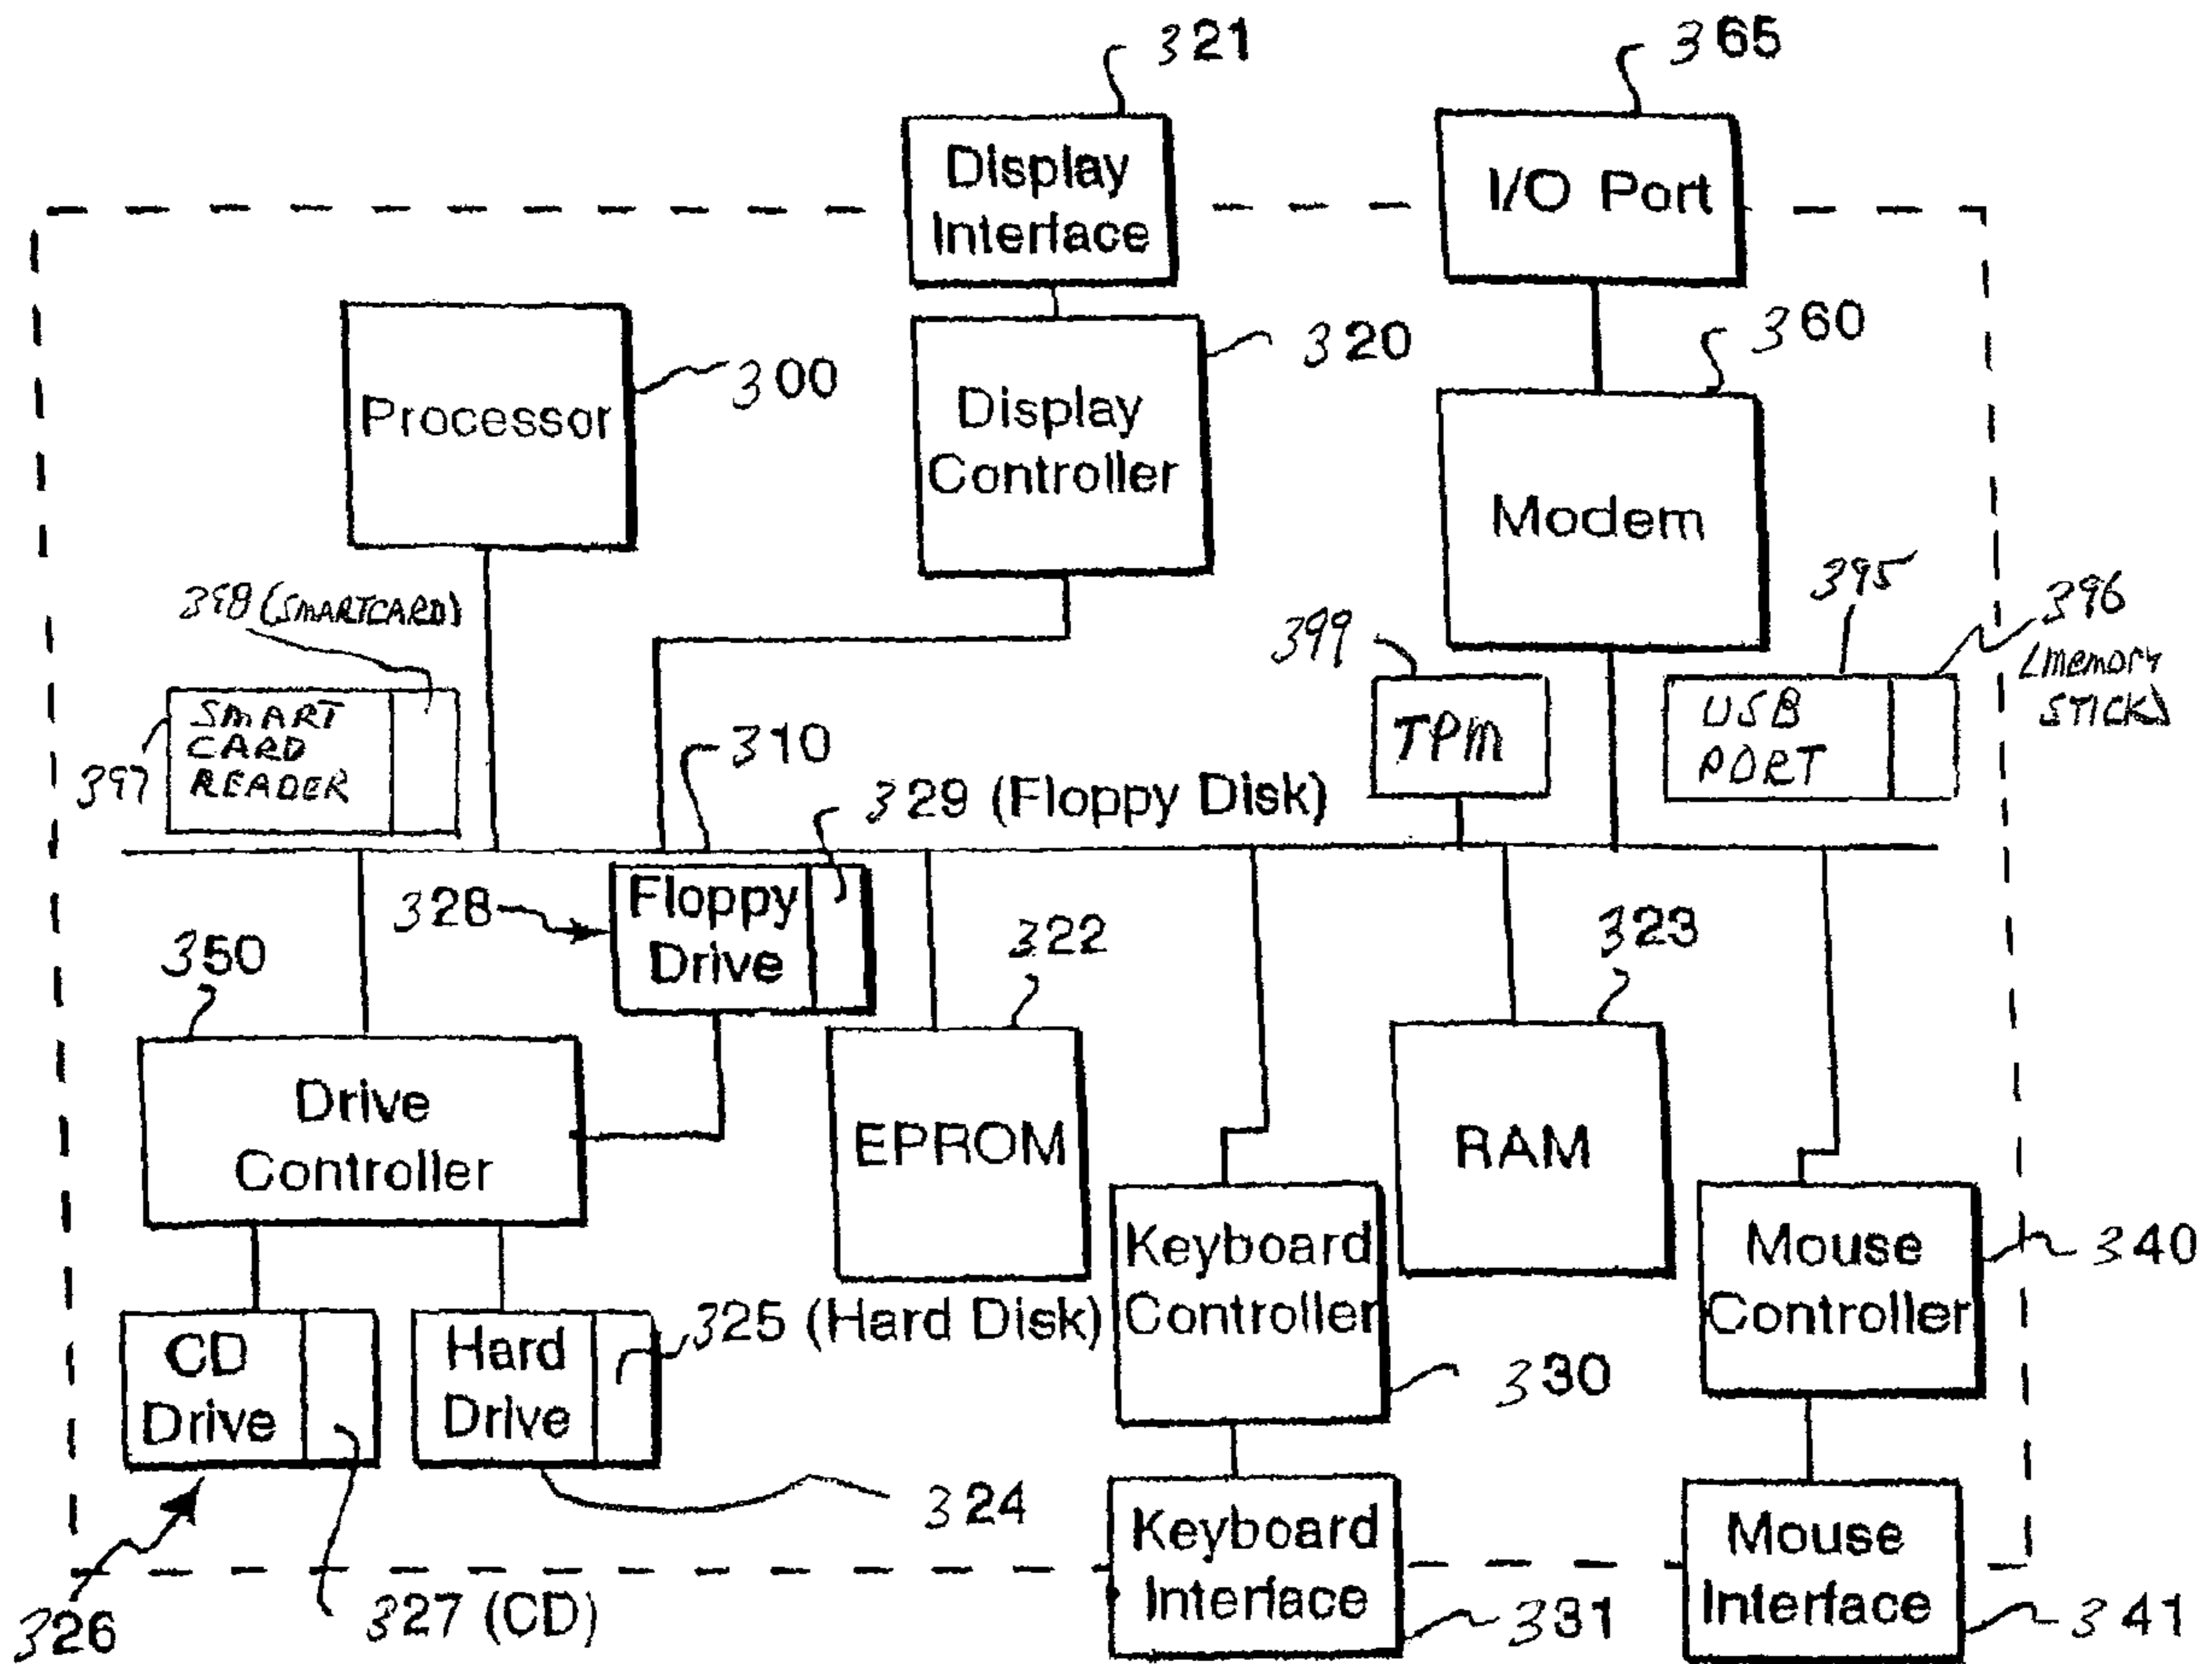 321
365
Display
Interface
I/O Port
360
320
300
Processor
Display
Controller
Modem
395
396
(MEMORY
STICK)
398 (SMARTCARD)
399
SMART
CARD
READER
397
TPM
USB
PORT
310
329 (Floppy Disk)
328
Floppy
Drive
322
323
350
Drive
Controller
EPROM
RAM
Keyboard
Controller
Mouse
Controller
340
325 (Hard Disk)
CD
Drive
Hard
Drive
330
324
Keyboard
Interface
Mouse
Interface
326
327 (CD)
331
341